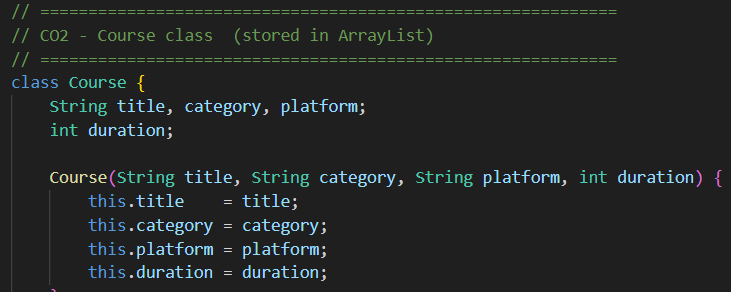 // ============================================================
// CO2 - Course class  (stored in ArrayList)
// ============================================================
class Course {
    String title, category, platform;
    int duration;

    Course(String title, String category, String platform, int duration) {
        this.title    = title;
        this.category = category;
        this.platform = platform;
        this.duration = duration;